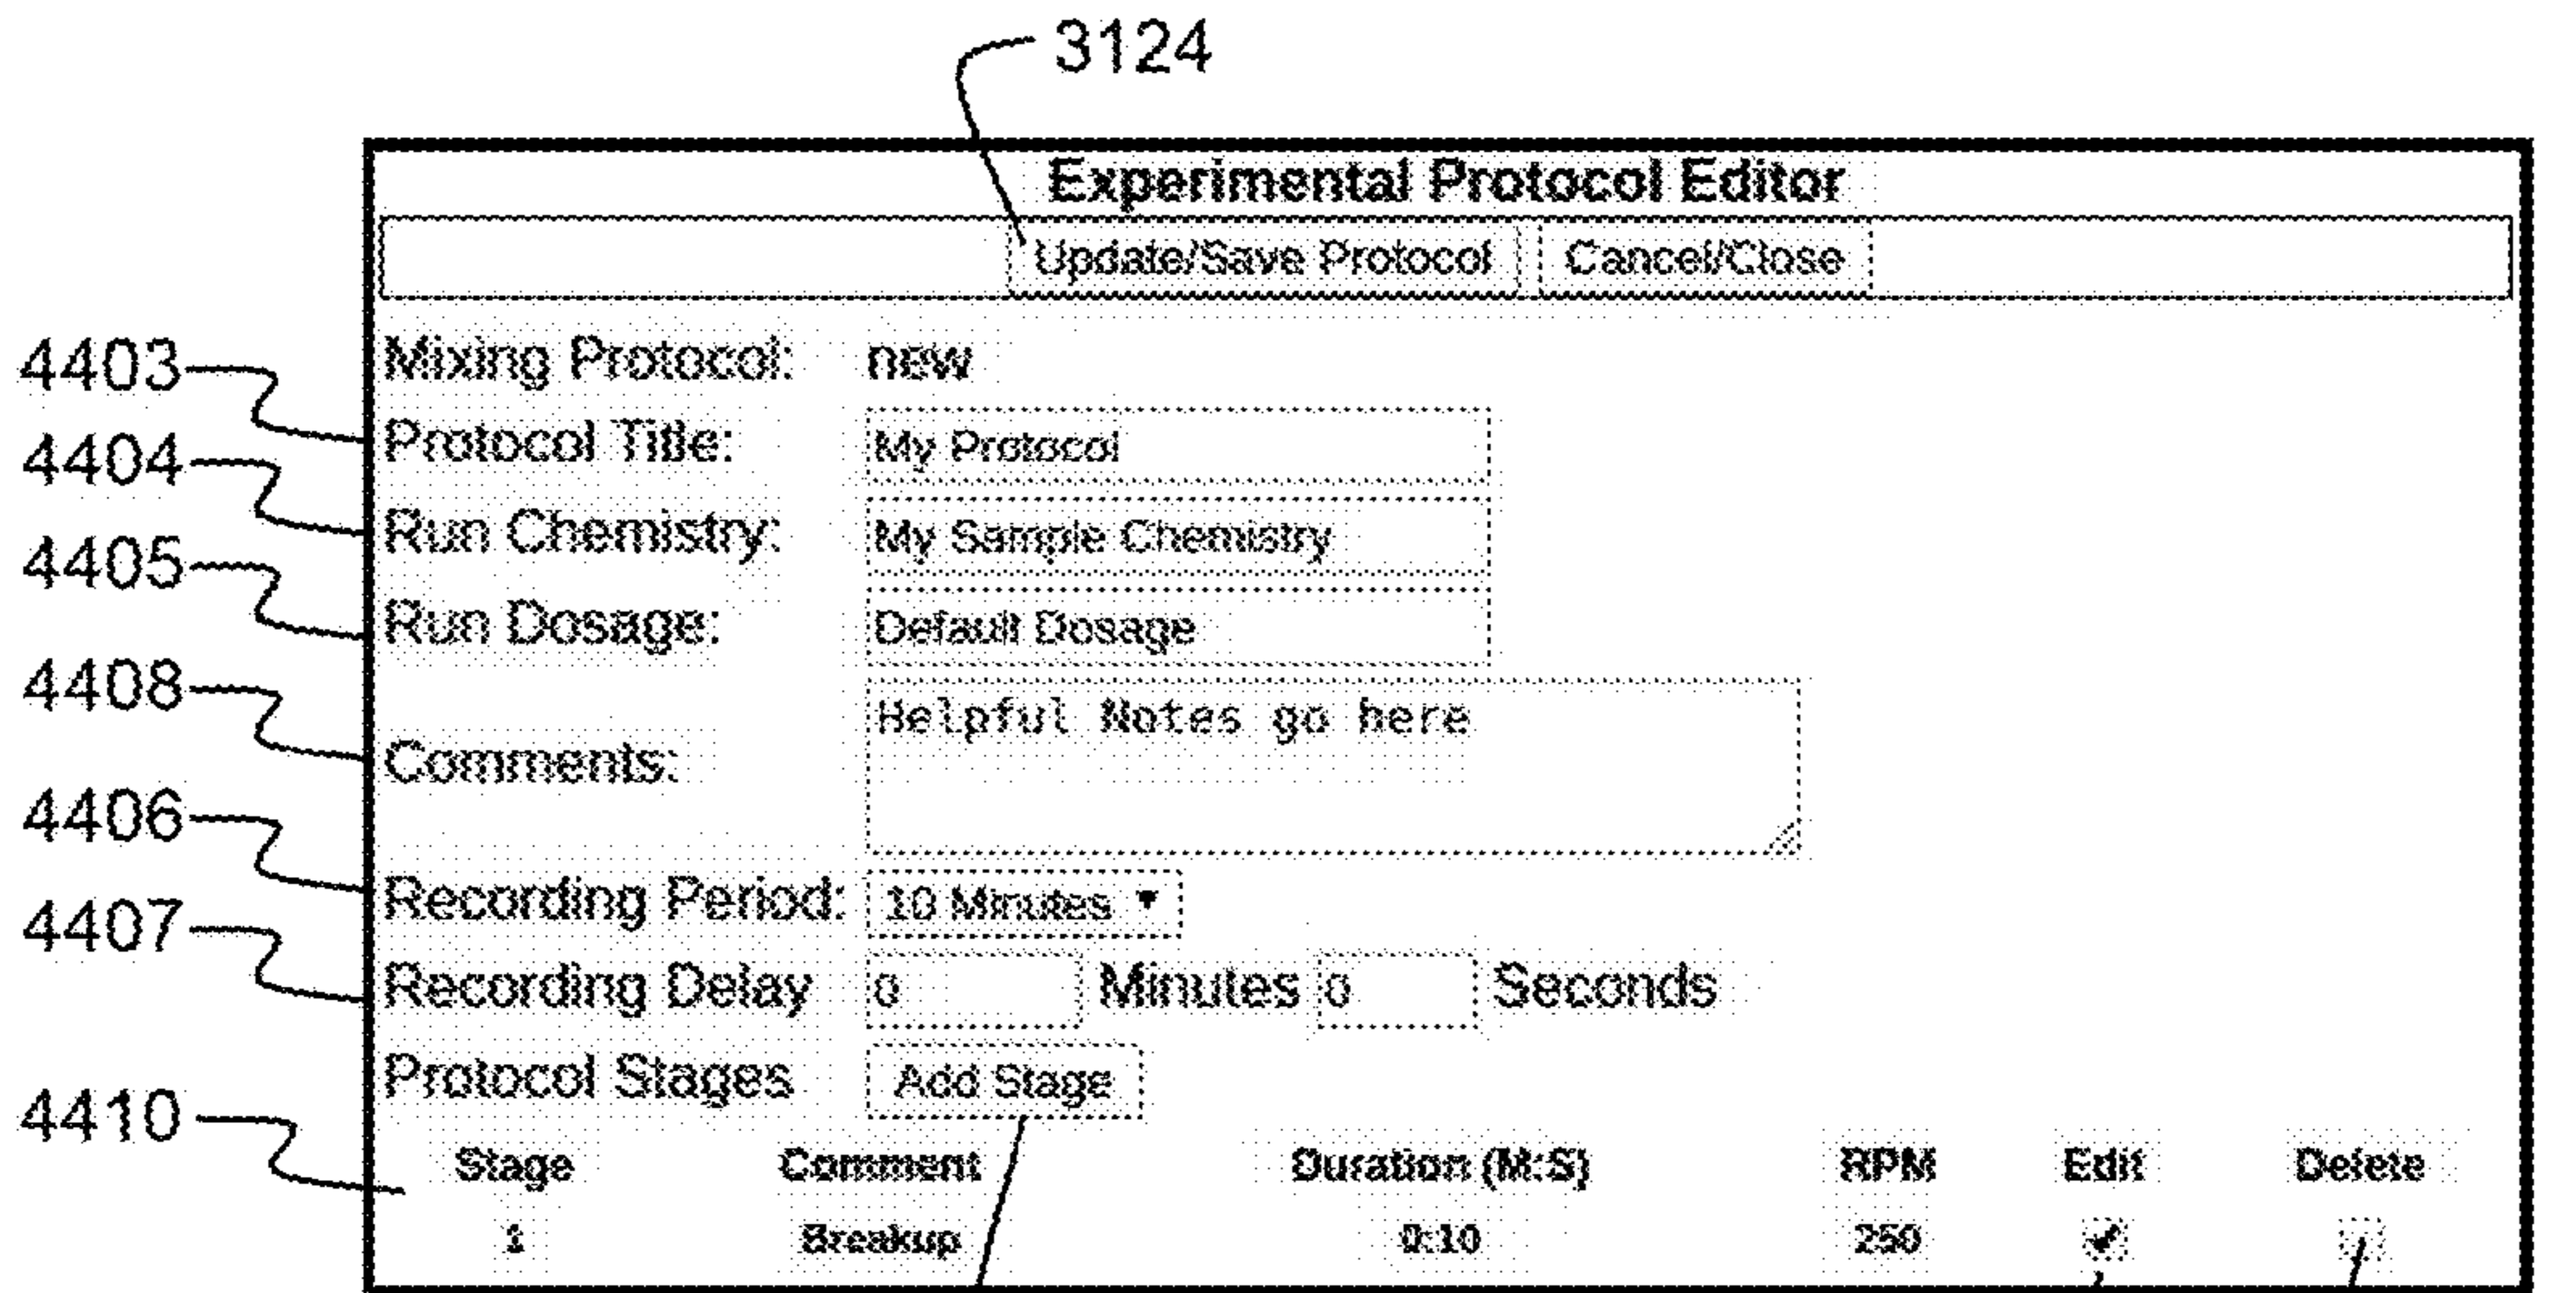 3124
Experimental Protocol Editor
Update/Save Protocol Cancel/Close
4403 Mixing Protocol: new
Protocol Title: My Protocol
4404 Run Chemistry: My Sample Chemistry
4405 Run Dosage: Default Dosage
4408 Helpful Notes go here
Comments:
4406 Recording Period: 10 Minutes
4407 Recording Delay 0 Minutes 0 Seconds
Protocol Stages Add Stage
4410
Stage Comment Duration (M:S) RPM Edit Delete
1 Breakup 0:10 250